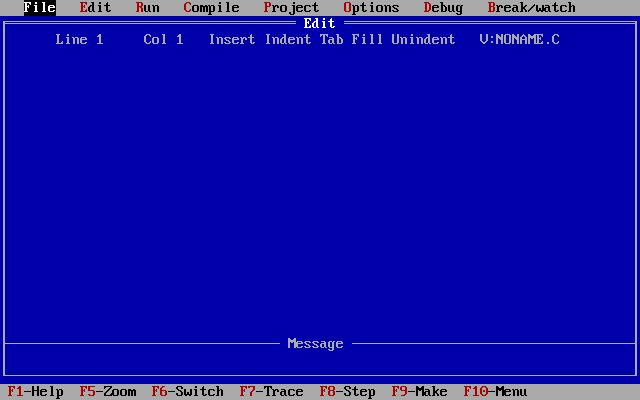 File Edit Run Compile Project Options Debug Break/watch
Edit
Line 1 Col 1 Insert Indent Tab Fill Unindent V:NONAME.C
Message
F1-Help F5-Zoom F6-Switch F7-Trace F8-Step F9-Make F10-Menu